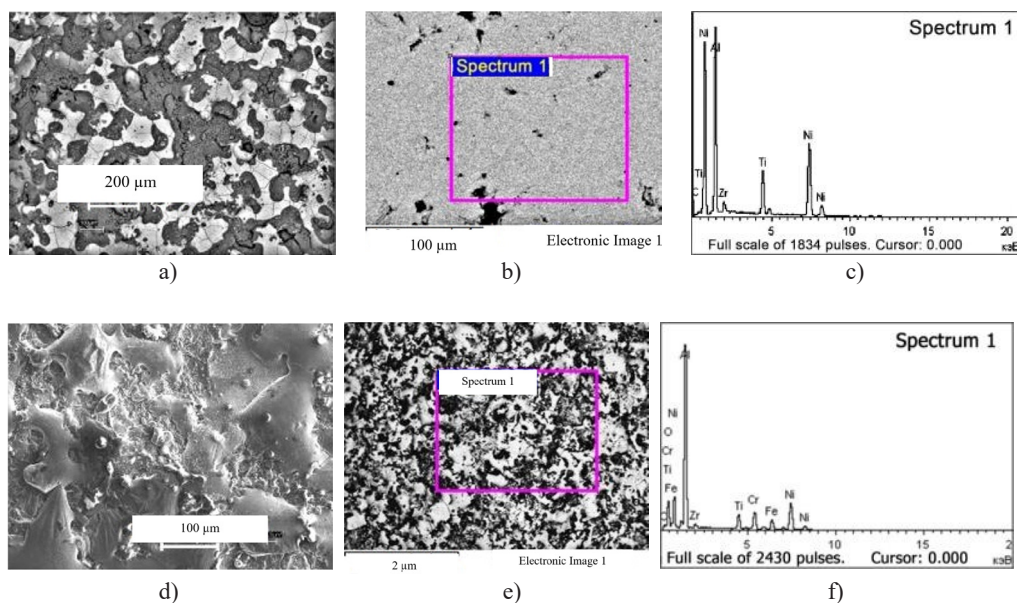 200 µm
a)
Spectrum 1
100 µm
Electronic Image 1
b)
Spectrum 1
Ni
Al
Ni
Ti
Ti
C
Zr
Ni
5
10
15
20
Full scale of 1834 pulses. Cursor: 0.000
кэВ
c)
100 µm
d)
Spectrum 1
2 µm
Electronic Image 1
e)
Spectrum 1
Al
Ni
O
Cr
Ti
Fe
Zr
Ti
Cr
Fe
Ni
Ni
5
10
15
2
Full scale of 2430 pulses. Cursor: 0.000
кэВ
f)